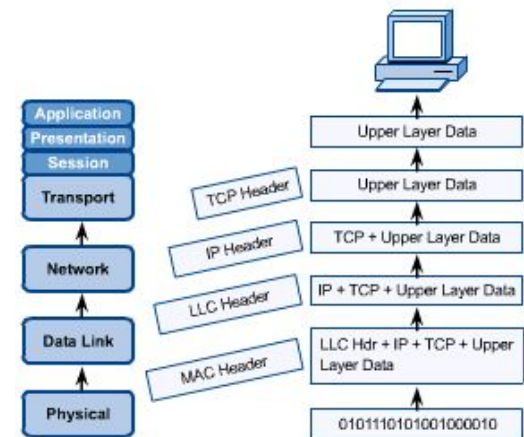 Application
Presentation
Session
Transport
Network
Data Link
Physical
TCP Header
IP Header
LLC Header
MAC Header
Upper Layer Data
Upper Layer Data
TCP + Upper Layer Data
IP + TCP + Upper Layer Data
LLC Hdr + IP + TCP + Upper
Layer Data
010111010100100010